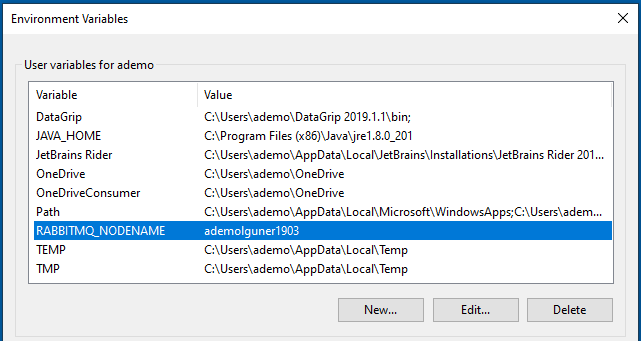 Environment Variables
User variables for ademo
Variable Value
DataGrip C:\Users\ademo\DataGrip 2019.1.1\bin;
JAVA_HOME C:\Program Files (x86)\Java\jre1.8.0_201
JetBrains Rider C:\Users\ademo\AppData\Local\JetBrains\Installations\JetBrains Rider 201...
OneDrive C:\Users\ademo\OneDrive
OneDriveConsumer C:\Users\ademo\OneDrive
Path C:\Users\ademo\AppData\Local\Microsoft\WindowsApps;C:\Users\adem...
RABBITMQ_NODENAME ademolguner1903
TEMP C:\Users\ademo\AppData\Local\Temp
TMP C:\Users\ademo\AppData\Local\Temp
New... Edit... Delete